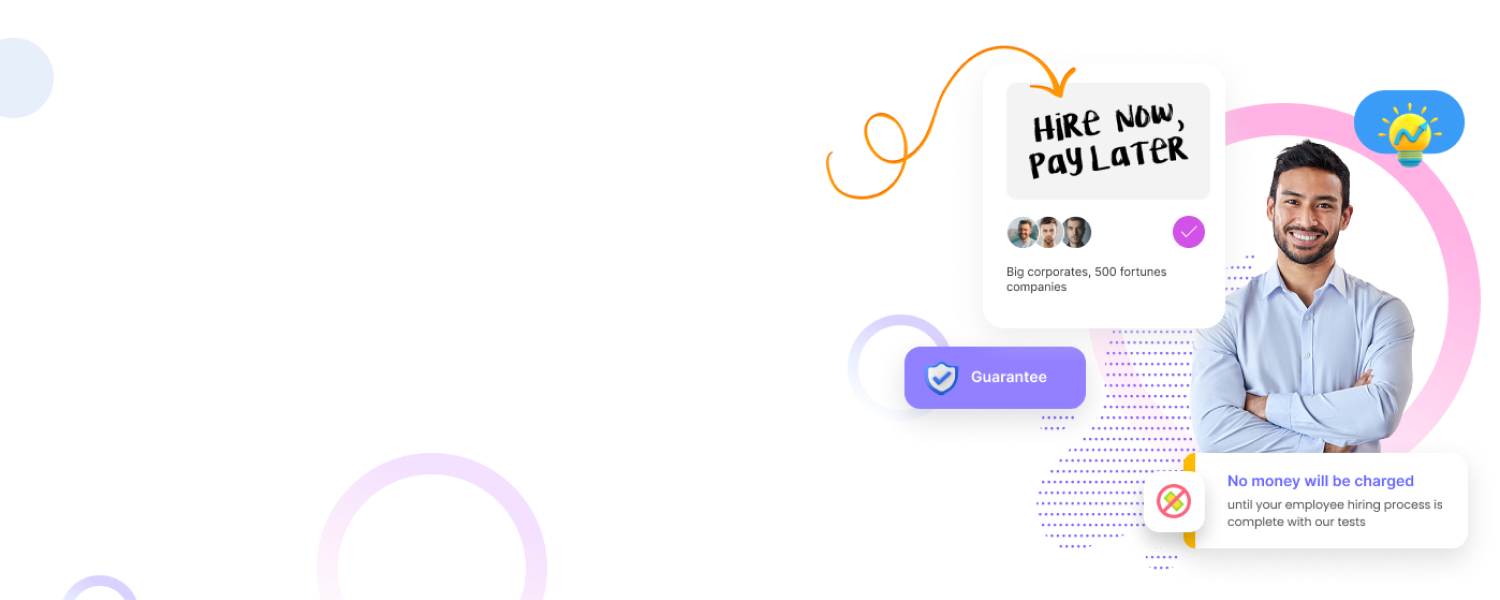 HIRE NOW,
PAY LATER
Big corporates, 500 fortunes
companies
Guarantee
No money will be charged
until your employee hiring process is
complete with our tests